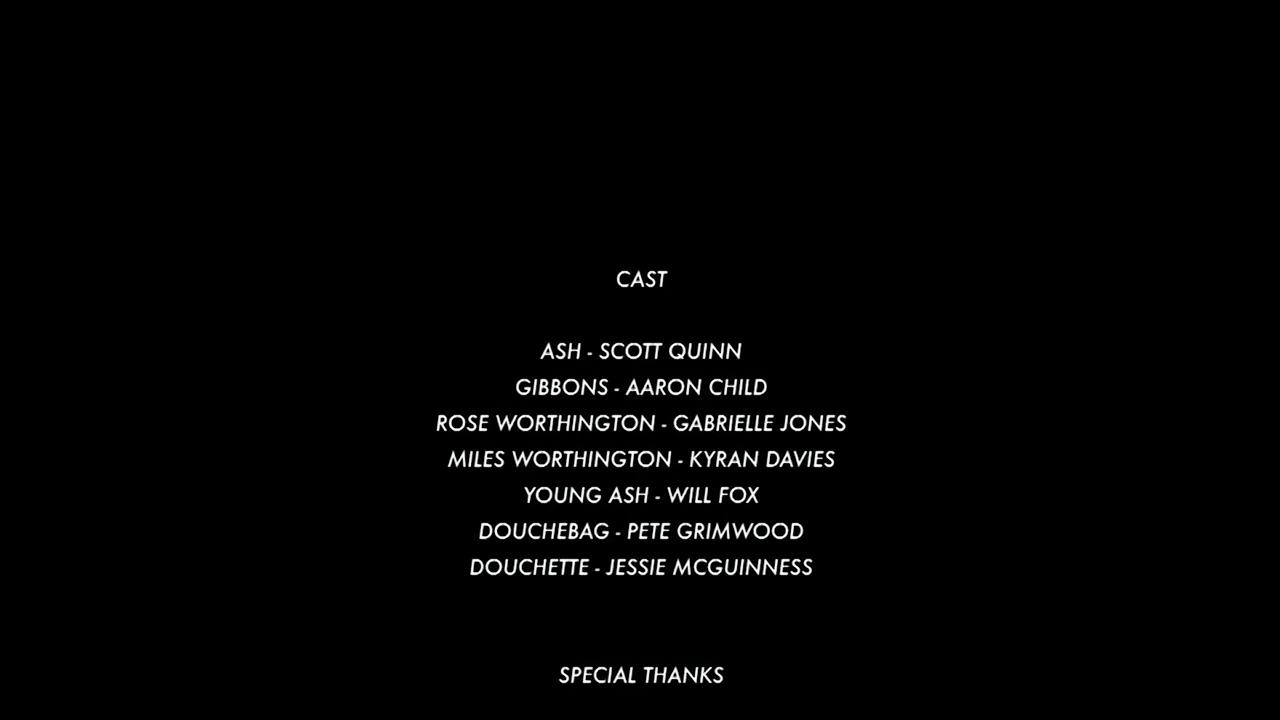 CAST
ASH - SCOTT QUINN
GIBBONS - AARON CHILD
ROSE WORTHINGTON - GABRIELLE JONES
MILES WORTHINGTON - KYRAN DAVIES
YOUNG ASH - WILL FOX
DOUCHEBAG - PETE GRIMWOOD
DOUCHETTE - JESSIE MCGUINNESS
SPECIAL THANKS